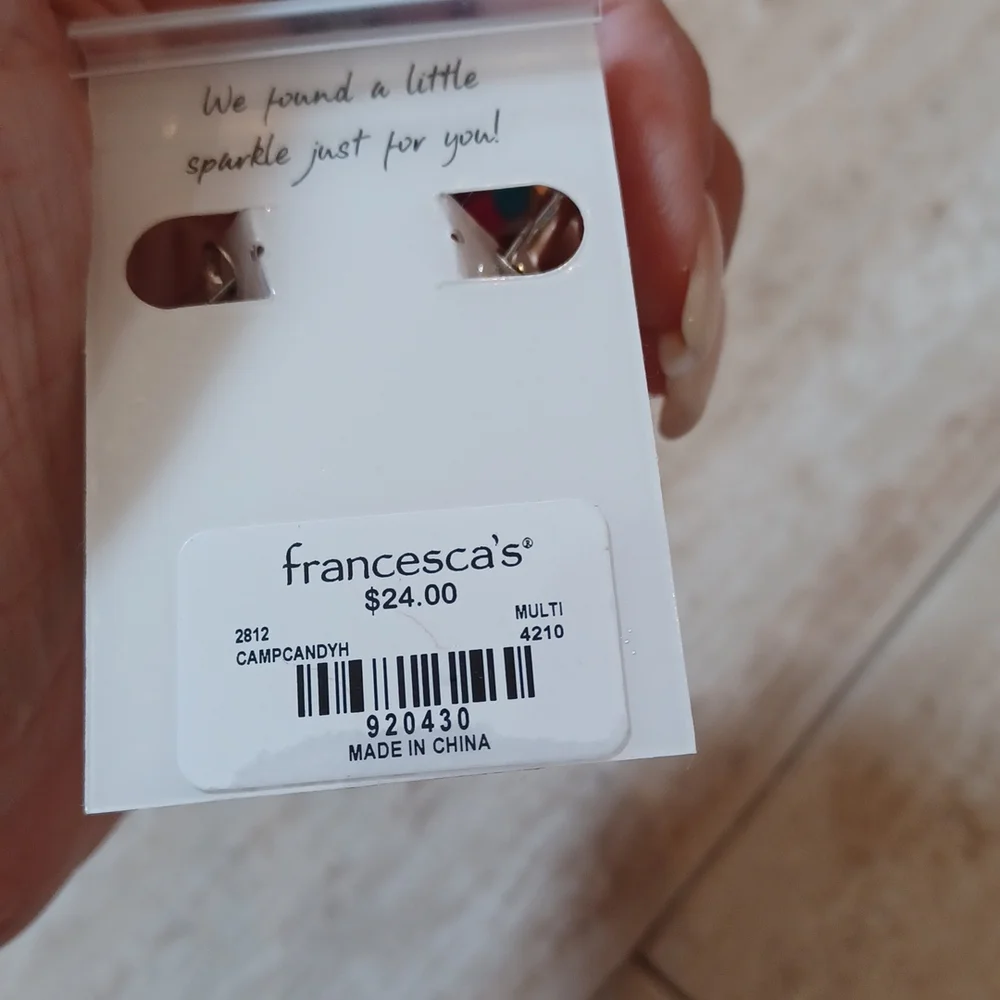 We found a little
sparkle just for you!
francesca's®
$24.00
2812 MULTI
CAMPCANDYH 4210
920430
MADE IN CHINA